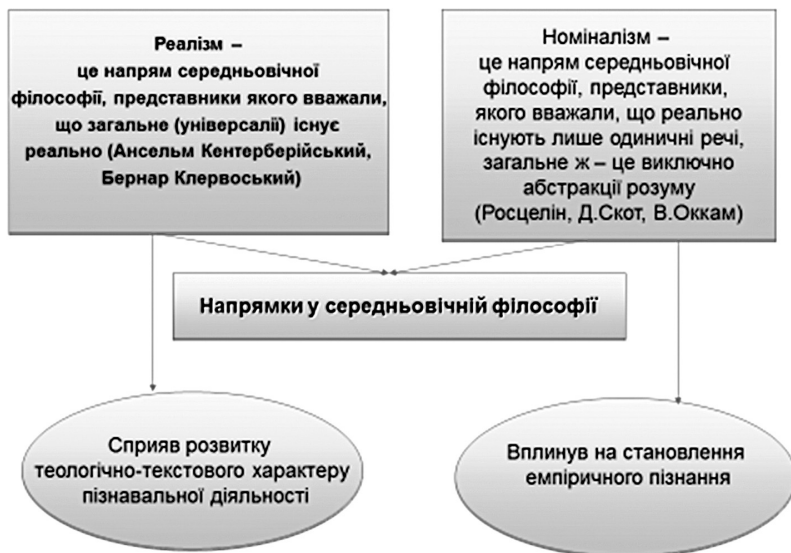 Реалізм –
це напрям середньовічної
філософії, представники якого вважали,
що загальне (універсалії) існує
реально (Ансельм Кентерберійський,
Бернар Клервоський)
Номіналізм –
це напрям середньовічної
філософії, представники,
якого вважали, що реально
існують лише одиничні речі,
загальне ж – це виключно
абстракції розуму
(Росцелін, Д.Скот, В.Оккам)
Напрямки у середньовічній філософії
Сприяв розвитку
теологічно-текстового характеру
пізнавальної діяльності
Вплинув на становлення
емпіричного пізнання